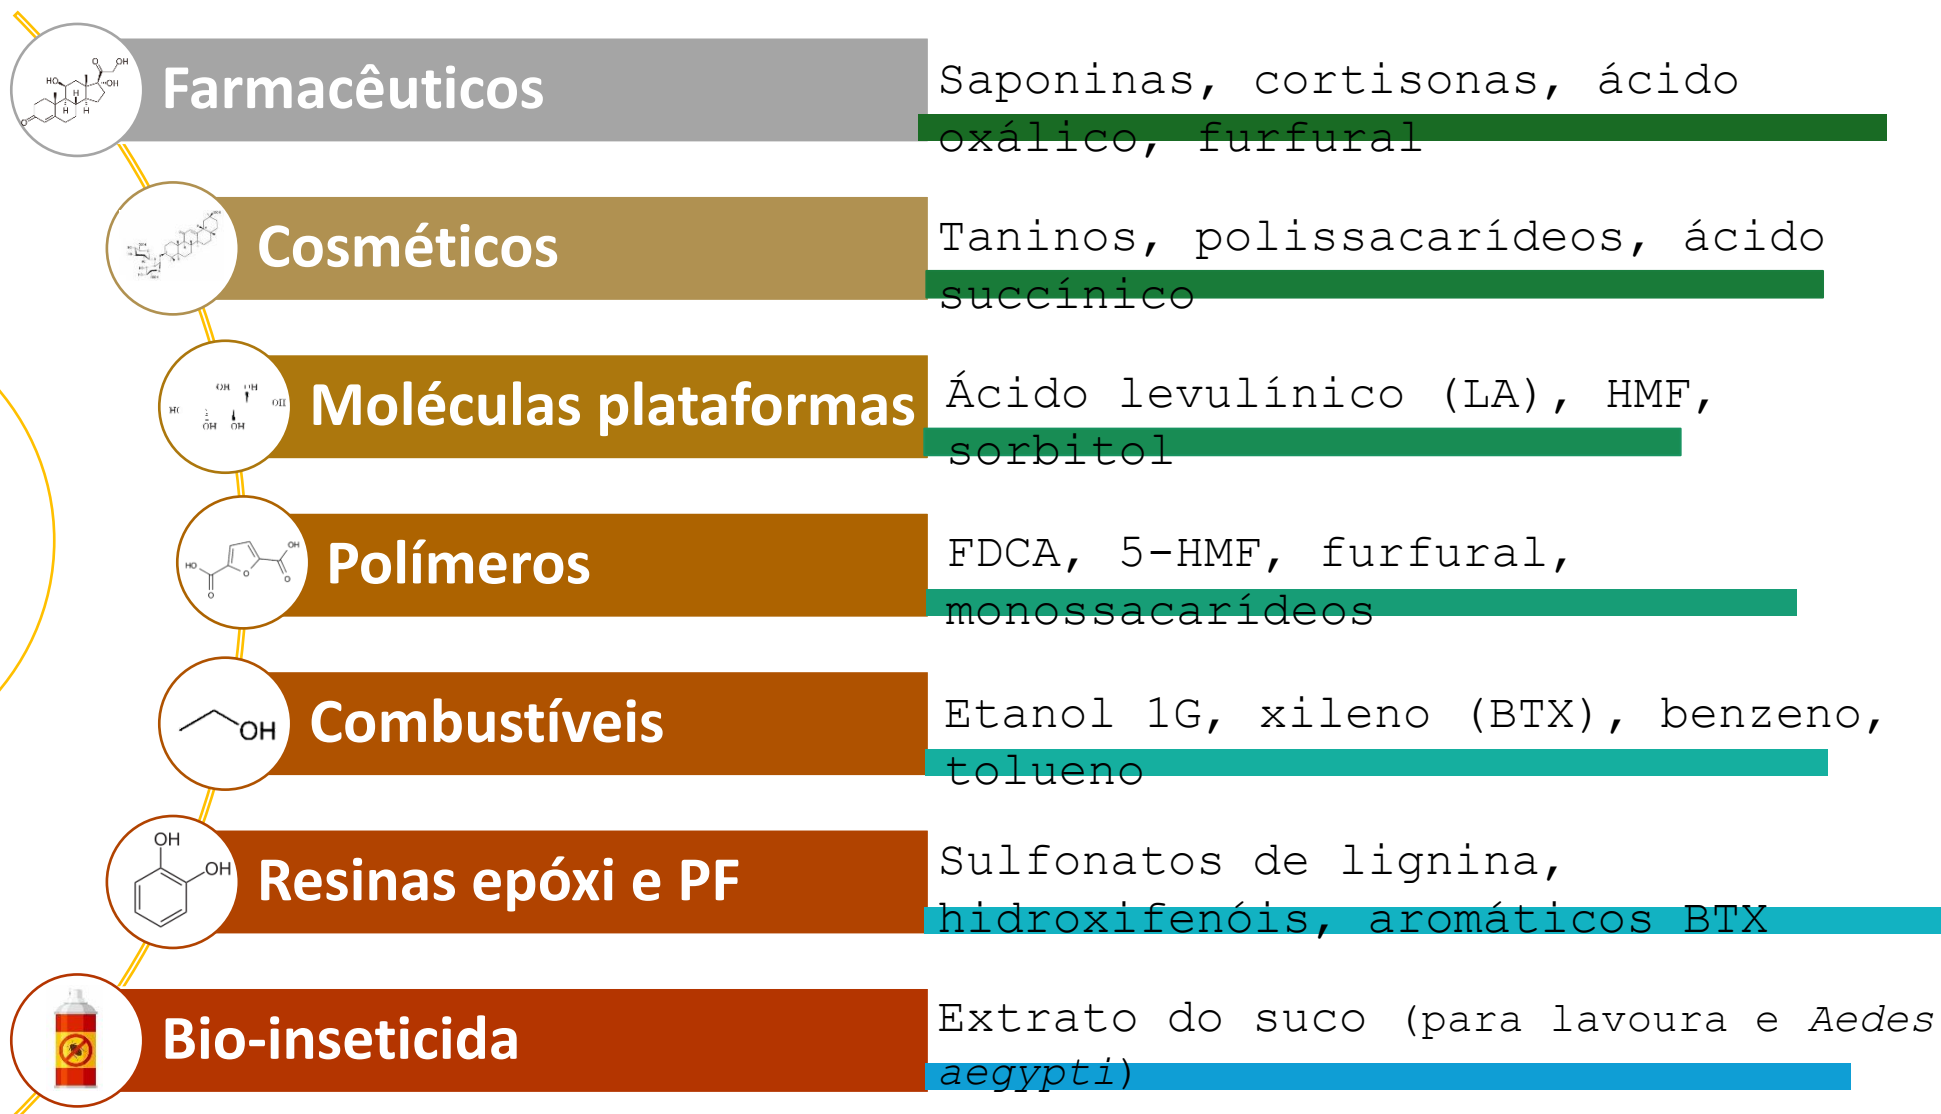 Farmacêuticos
Saponinas, cortisonas, ácido
oxálico, furfural
Cosméticos
Taninos, polissacarídeos, ácido
succínico
Moléculas plataformas
Ácido levulínico (LA), HMF,
sorbitol
Polímeros
FDCA, 5-HMF, furfural,
monossacarídeos
Combustíveis
OH
Etanol 1G, xileno (BTX), benzeno,
tolueno
Resinas epóxi e PF
OH
OH
Sulfonatos de lignina,
hidroxifenóis, aromáticos BTX
Bio-inseticida
Extrato do suco (para lavoura e Aedes
aegypti)